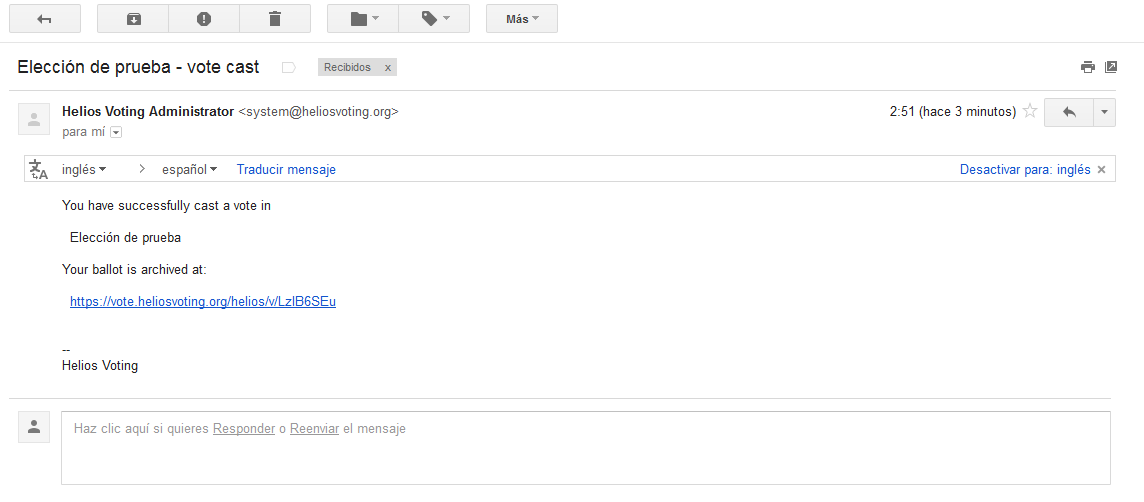 Más
Elección de prueba - vote cast Recibidos x
Helios Voting Administrator <system@heliosvoting.org> 2:51 (hace 3 minutos)
para mí
inglés > español Traducir mensaje Desactivar para: inglés ×
You have successfully cast a vote in
Elección de prueba
Your ballot is archived at:
https://vote.heliosvoting.org/helios/v/LzIB6SEu
--
Helios Voting
Haz clic aquí si quieres Responder o Reenviar el mensaje